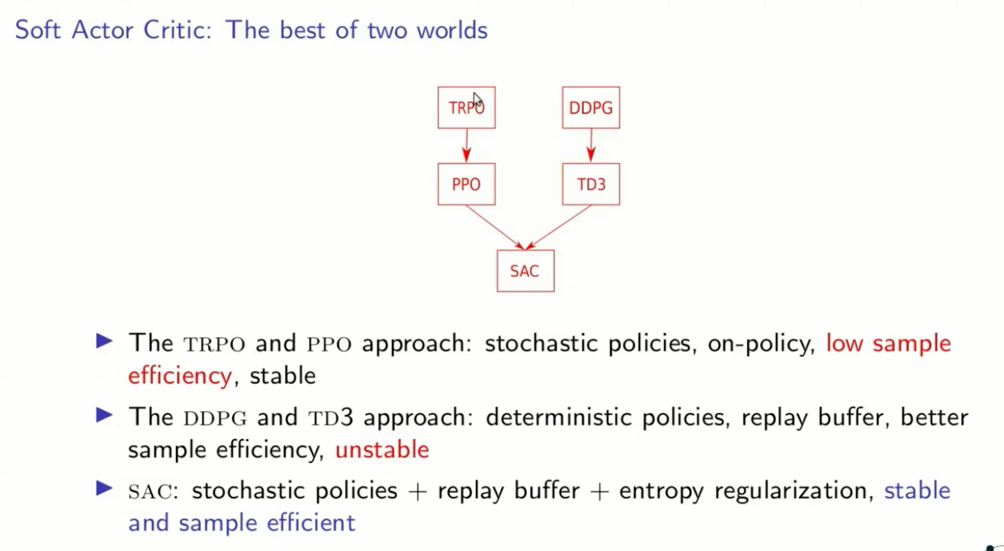 Soft Actor Critic: The best of two worlds
TRPO DDPG
PPO TD3
SAC
The TRPO and PPO approach: stochastic policies, on-policy, low sample
efficiency, stable
The DDPG and TD3 approach: deterministic policies, replay buffer, better
sample efficiency, unstable
SAC: stochastic policies + replay buffer + entropy regularization, stable
and sample efficient